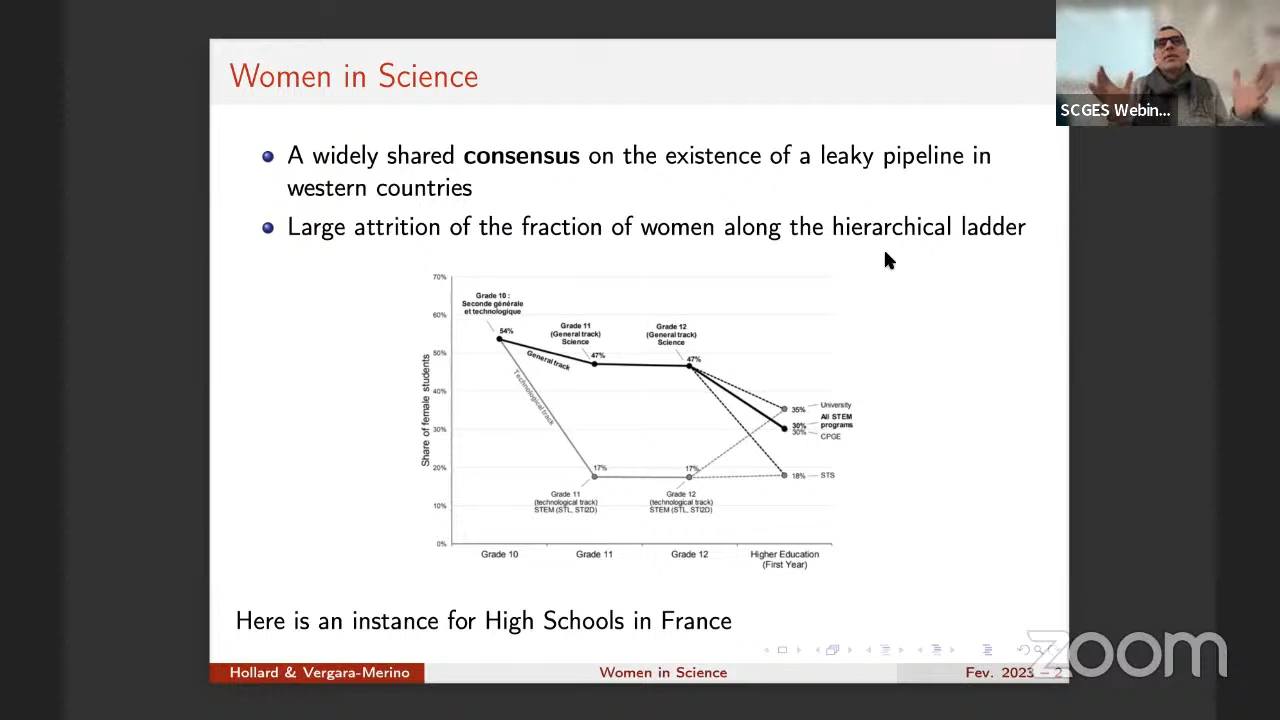 Women in Science
SCGES Webin...
A widely shared consensus on the existence of a leaky pipeline in
western countries
Large attrition of the fraction of women along the hierarchical ladder
Share of female students
70%
60%
50%
40%
30%
20%
10%
0%
Grade 10 :
Seconde générale
et technologique
54%
General track
Technological track
Grade 11
(General track)
Science
47%
Grade 12
(General track)
Science
47%
17%
Grade 11
(technological track)
STEM (STL, STI2D)
17%
Grade 12
(technological track)
STEM (STL, STI2D)
35%
University
30%
All STEM
programs
30%
CPGE
18%
STS
Grade 10
Grade 11
Grade 12
Higher Education
(First Year)
Here is an instance for High Schools in France
zoom
Hollard & Vergara-Merino
Women in Science
Fev. 2023
2